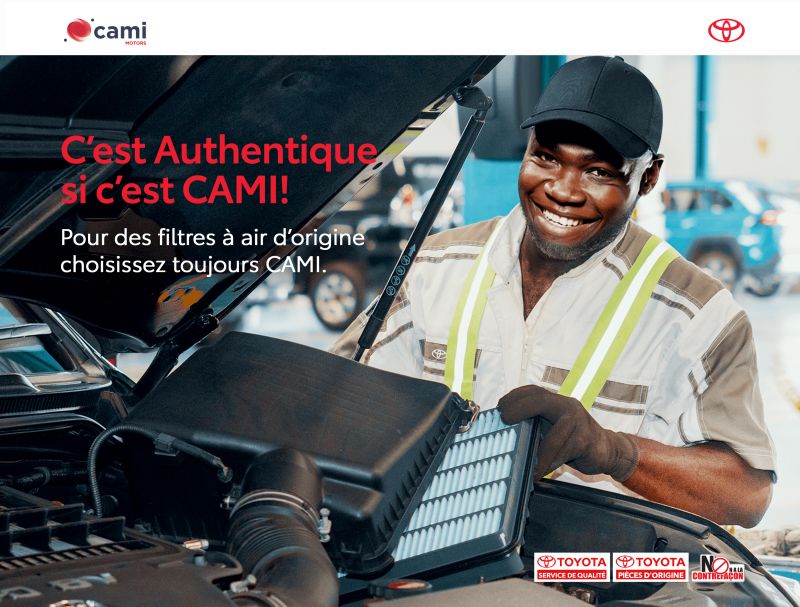 cami
MOTORS
C'est Authentique
si c'est CAMI!
Pour des filtres à air d'origine
choisissez toujours CAMI.
TOYOTA
SERVICE DE QUALITÉ
TOYOTA
PIÈCES D'ORIGINE
NON À LA
CONTREFAÇON